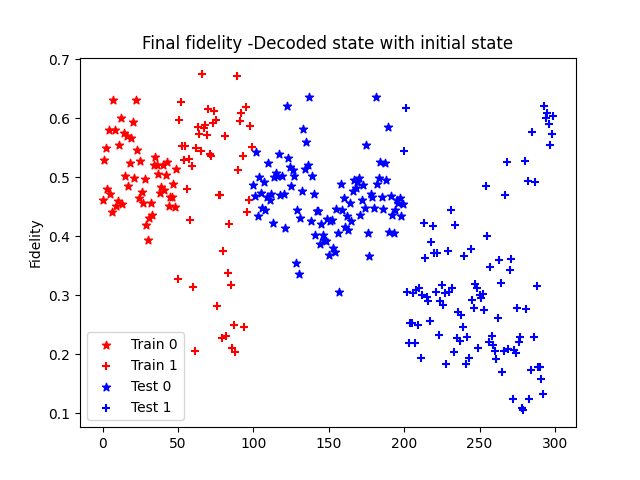 Final fidelity -Decoded state with initial state
Fidelity
0.7
0.6
0.5
0.4
0.3
0.2
0.1
Train 0
Train 1
Test 0
Test 1
0 50 100 150 200 250 300